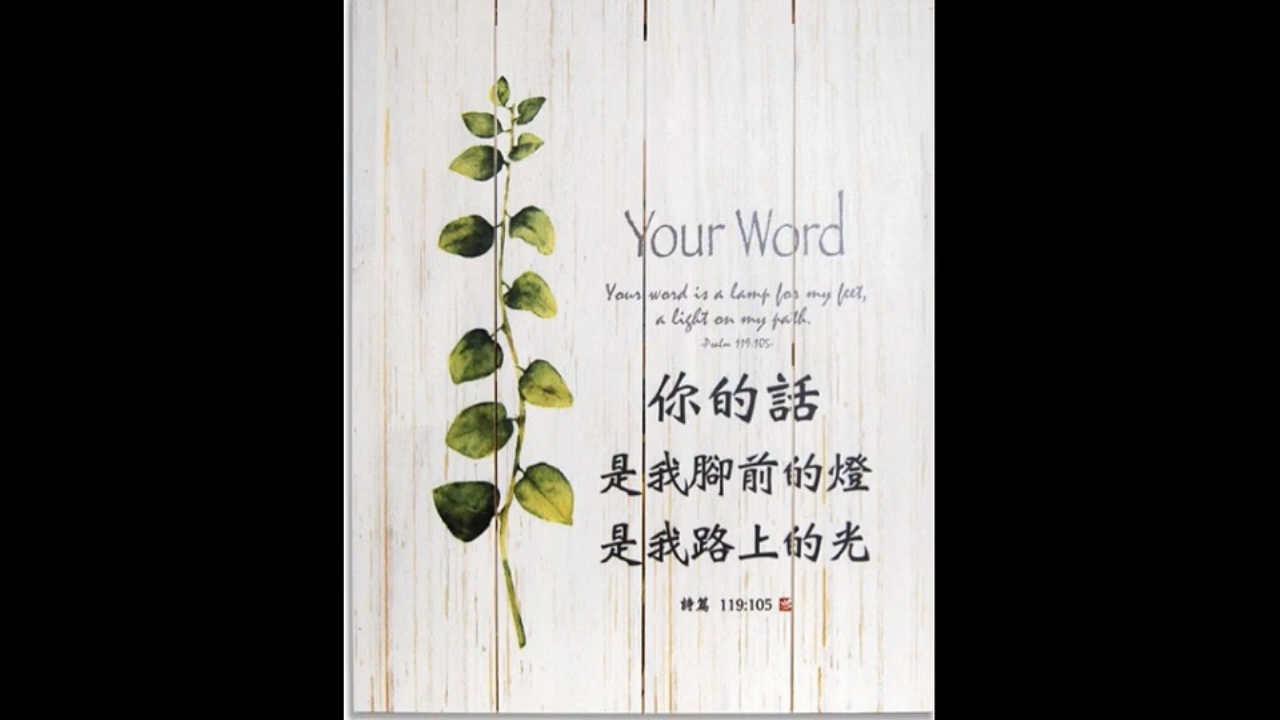 Your Word
Your word is a lamp for my feet,
a light on my path.
-Psalm 119:105-
你的話
是我腳前的燈
是我路上的光
詩篇 119:105